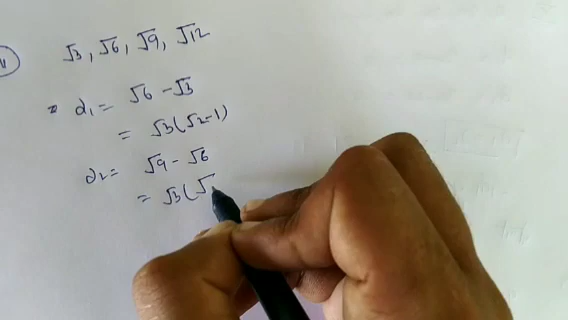 √3, √6, √9, √12
d₁ = √6 - √3
= √3(√2-1)
d₂ = √9 - √6
= √3(√